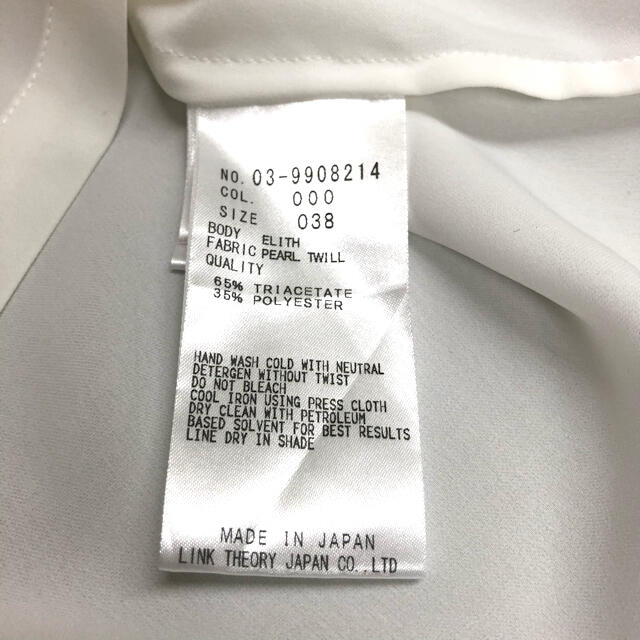 NO. 03-9908214
COL. 000
SIZE 038
BODY ELITH
FABRIC PEARL TWILL
QUALITY
65% TRIACETATE
35% POLYESTER
HAND WASH COLD WITH NEUTRAL
DETERGEN WITHOUT TWIST
DO NOT BLEACH
COOL IRON USING PRESS CLOTH
DRY CLEAN WITH PETROLEUM
BASED SOLVENT FOR BEST RESULTS
LINE DRY IN SHADE
MADE IN JAPAN
LINK THEORY JAPAN CO.,LTD